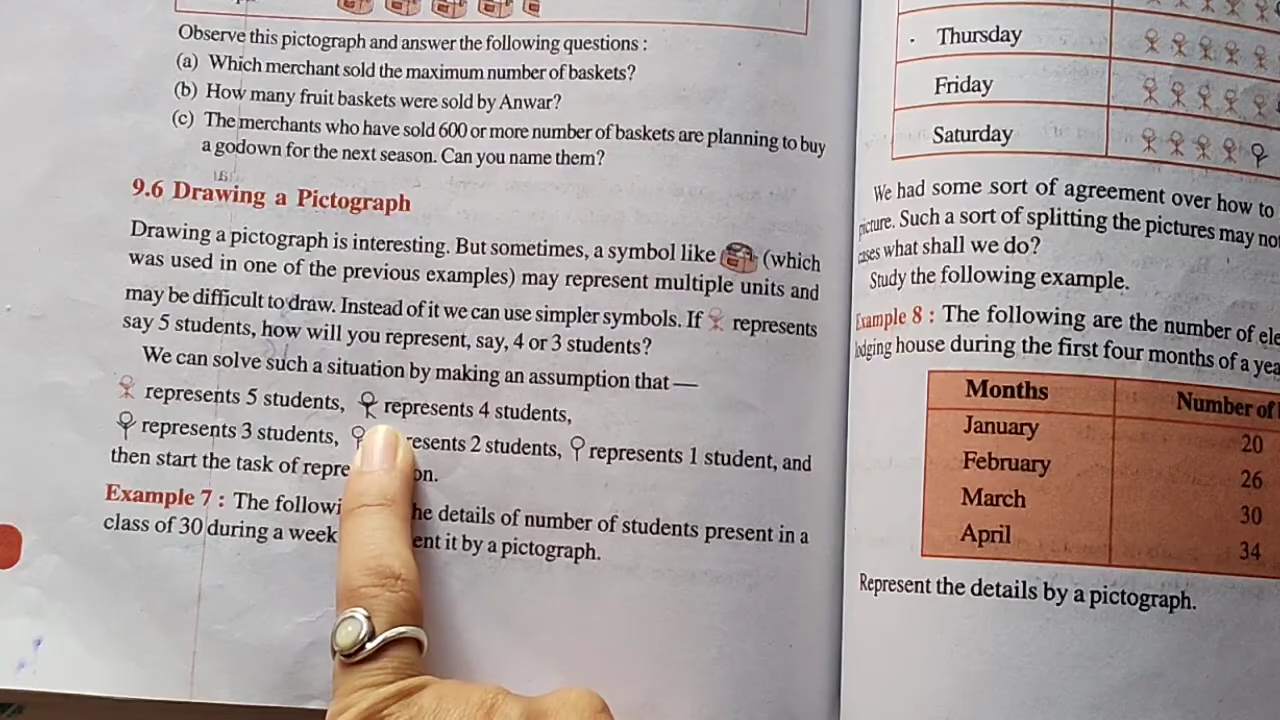 Observe this pictograph and answer the following questions :
(a) Which merchant sold the maximum number of baskets?
(b) How many fruit baskets were sold by Anwar?
(c) The merchants who have sold 600 or more number of baskets are planning to buy
a godown for the next season. Can you name them?
9.6 Drawing a Pictograph
Drawing a pictograph is interesting. But sometimes, a symbol like (which
was used in one of the previous examples) may represent multiple units and
may be difficult to draw. Instead of it we can use simpler symbols. If represents
say 5 students, how will you represent, say, 4 or 3 students?
We can solve such a situation by making an assumption that —
represents 5 students, represents 4 students,
represents 3 students, resents 2 students, represents 1 student, and
then start the task of repre on.
Example 7 : The followi he details of number of students present in a
class of 30 during a week ent it by a pictograph.
Thursday
Friday
Saturday
We had some sort of agreement over how to
picture. Such a sort of splitting the pictures may no
cases what shall we do?
Study the following example.
Example 8 : The following are the number of ele
lodging house during the first four months of a yea
Months Number of
January 20
February 26
March 30
April 34
Represent the details by a pictograph.